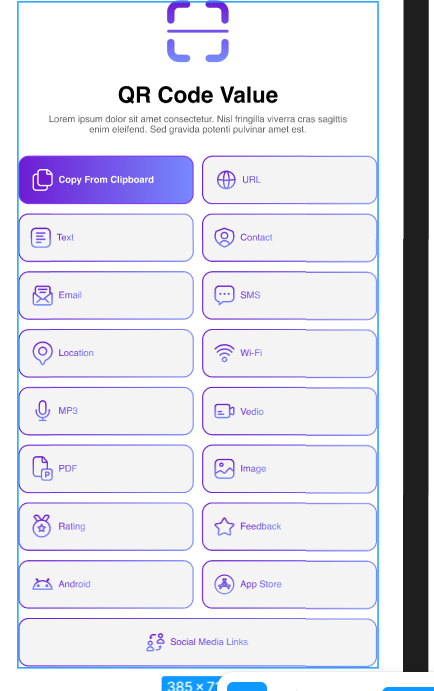 QR Code Value
Lorem ipsum dolor sit amet consectetur. Nisl fringilla viverra cras sagittis
enim eleifend. Sed gravida potenti pulvinar amet est.
Copy From Clipboard
URL
Text
Contact
Email
SMS
Location
Wi-Fi
MP3
Vedio
PDF
Image
Rating
Feedback
Android
App Store
Social Media Links
385 ×